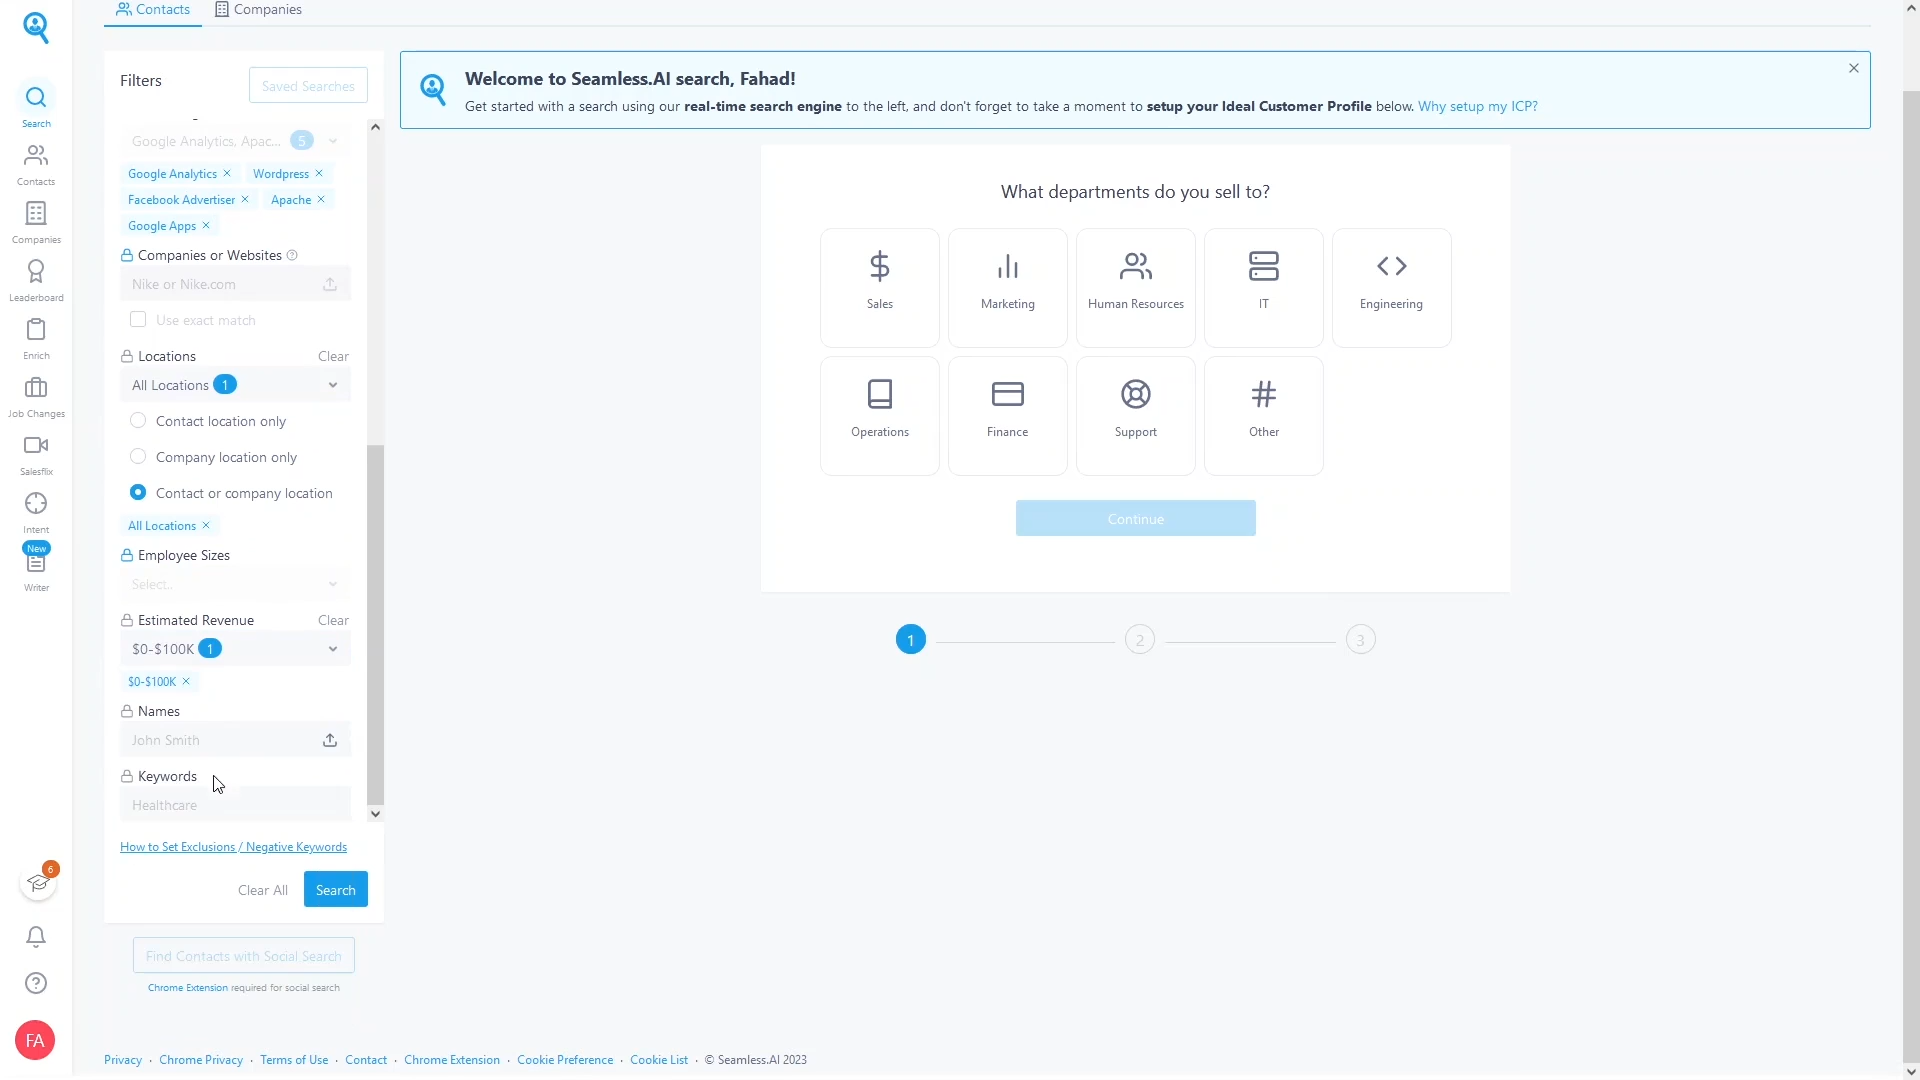 Contacts
Companies
Filters
Saved Searches
Welcome to Seamless.AI search, Fahad!
Get started with a search using our real-time search engine to the left, and don't forget to take a moment to setup your Ideal Customer Profile below. Why setup my ICP?
Search
Contacts
Companies
Leaderboard
Enrich
Job Changes
Salesflix
Intent
New
Writer
6
FA
Google Analytics, Apac... 5
Google Analytics × Wordpress ×
Facebook Advertiser × Apache ×
Google Apps ×
Companies or Websites
Nike or Nike.com
Use exact match
Locations Clear
All Locations 1
Contact location only
Company location only
Contact or company location
All Locations ×
Employee Sizes
Select..
Estimated Revenue Clear
$0-$100K 1
$0-$100K ×
Names
John Smith
Keywords
Healthcare
How to Set Exclusions / Negative Keywords
Clear All Search
Find Contacts with Social Search
Chrome Extension required for social search
What departments do you sell to?
Sales
Marketing
Human Resources
IT
Engineering
Operations
Finance
Support
Other
Continue
1 2 3
Privacy · Chrome Privacy · Terms of Use · Contact · Chrome Extension · Cookie Preference · Cookie List · © Seamless.AI 2023